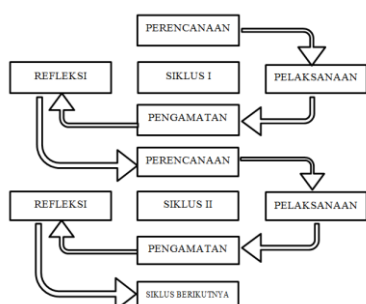 PERENCANAAN
REFLEKSI
SIKLUS I
PELAKSANAAN
PENGAMATAN
PERENCANAAN
REFLEKSI
SIKLUS II
PELAKSANAAN
PENGAMATAN
SIKLUS BERIKUTNYA